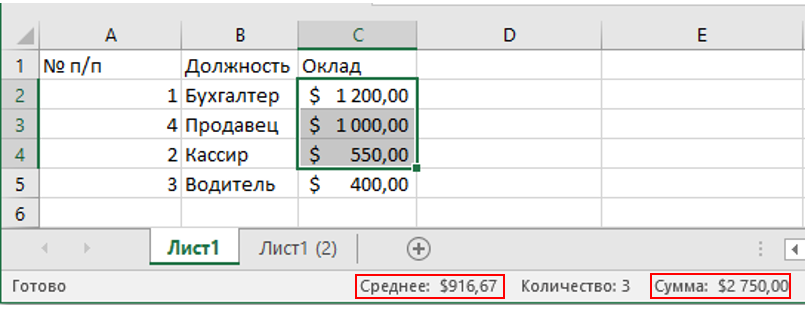 A B C D E
1 № п/п Должность Оклад
2 1 Бухгалтер $ 1 200,00
3 4 Продавец $ 1 000,00
4 2 Кассир $ 550,00
5 3 Водитель $ 400,00
6
Лист1 Лист1 (2)
Готово Среднее: $916,67 Количество: 3 Сумма: $2 750,00